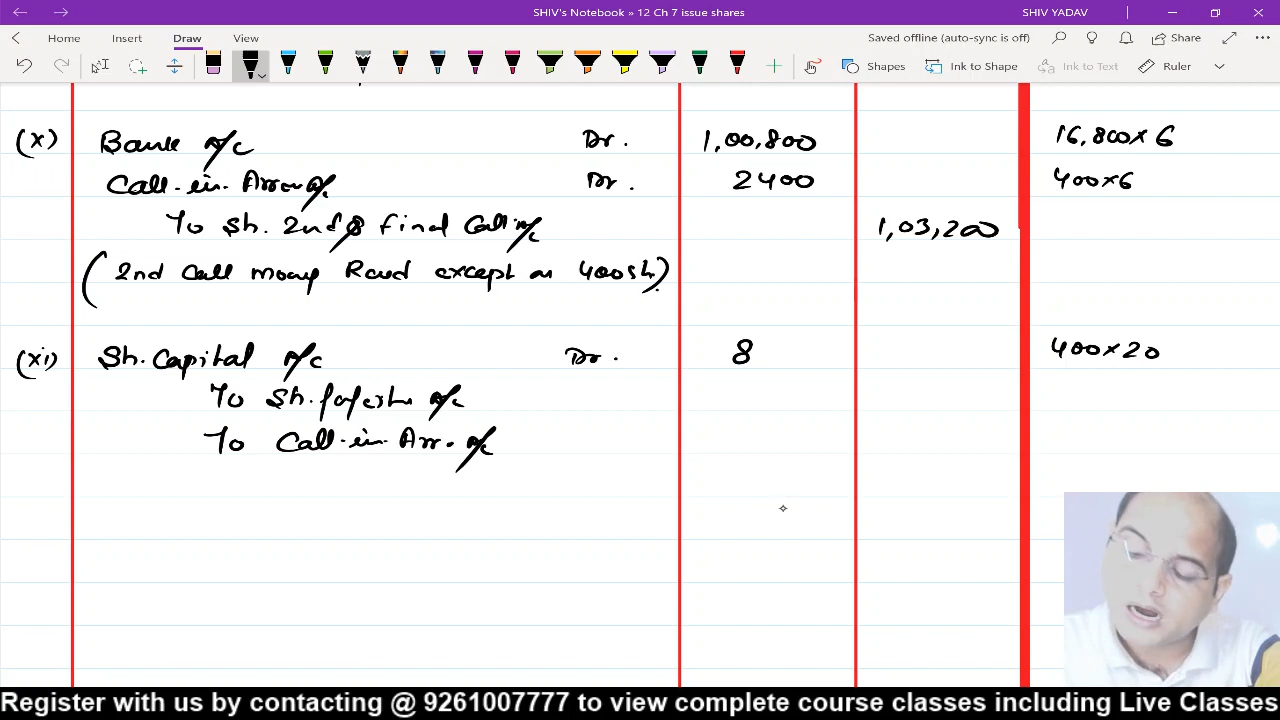 SHIV's Notebook » 12 Ch 7 issue shares
SHIV YADAV
Home Insert Draw View
Saved offline (auto-sync is off)
Share
Shapes Ink to Shape Ink to Text Ruler
(x) Bank A/c Dr. 1,00,800 16,800×6
Call-in-Arrear A/c Dr. 2400 400×6
To Sh. 2nd & final Call A/c 1,03,200
(2nd Call money Recd except on 400 sh.)
(xi) Sh. Capital A/c Dr. 8 400×20
To Sh. A/c
To Call-in-Arr. A/c
Register with us by contacting @ 9261007777 to view complete course classes including Live Classes